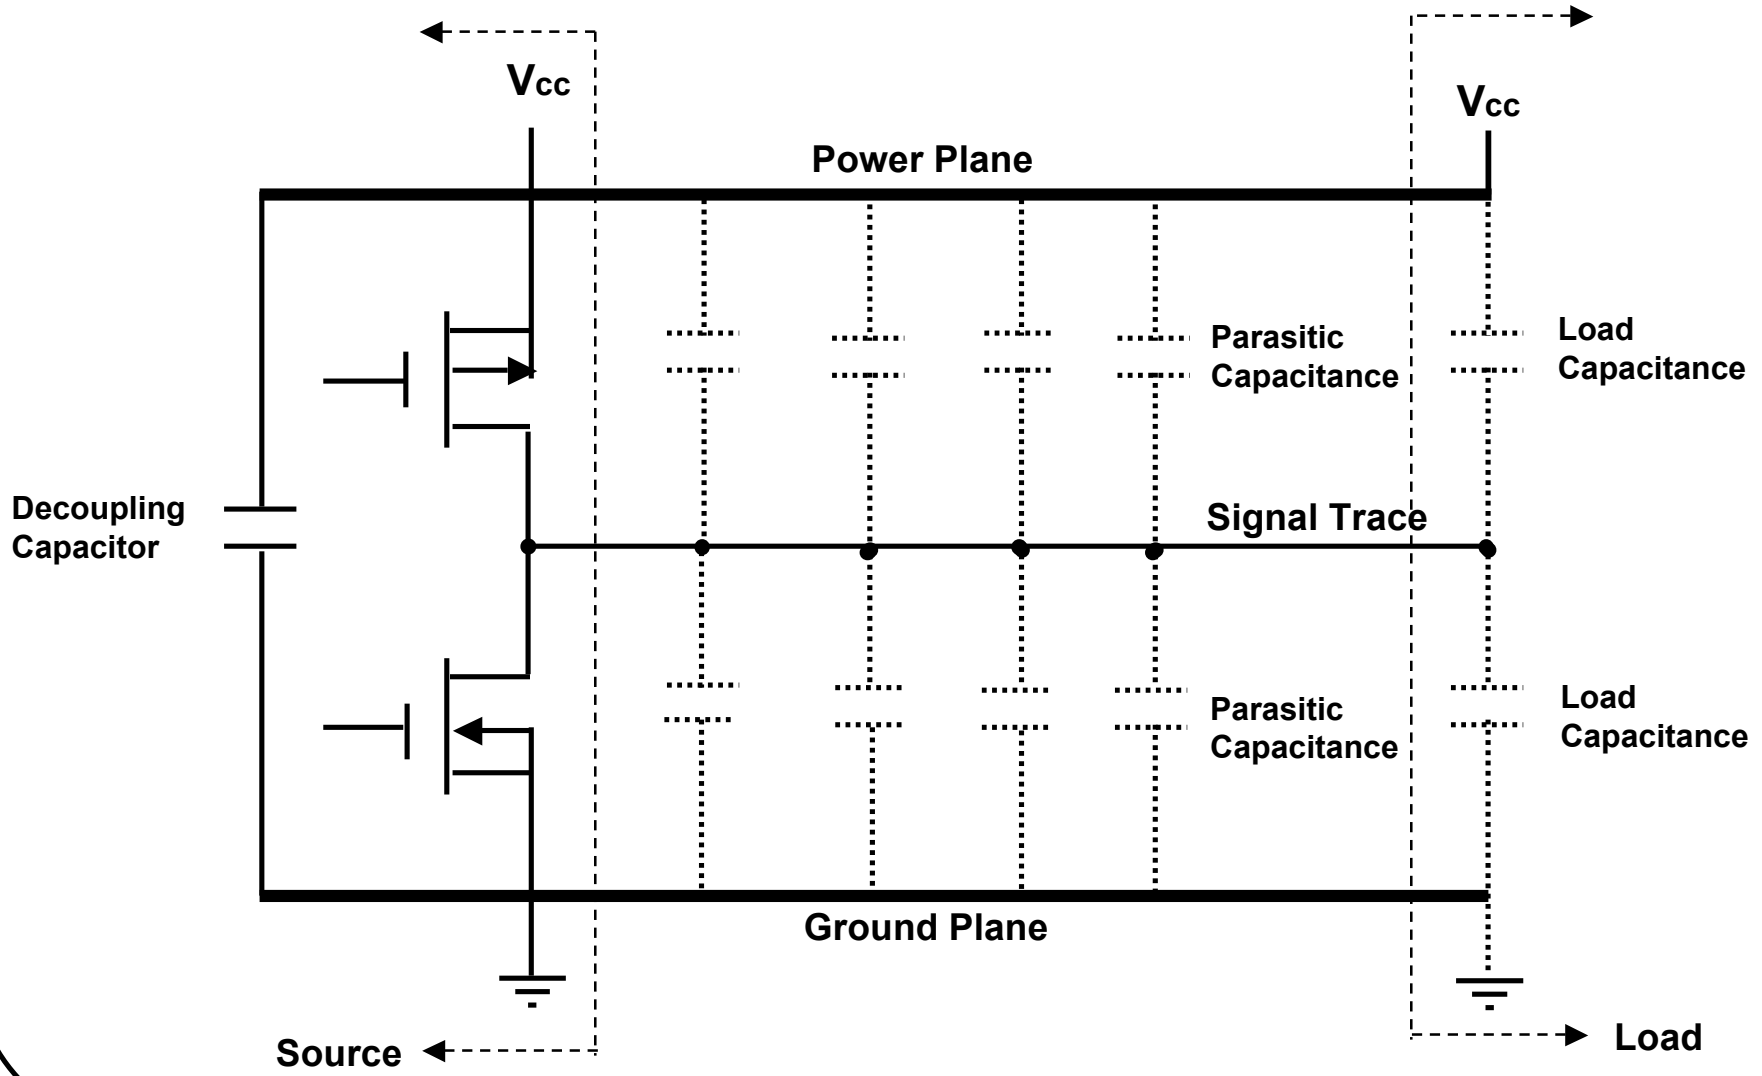 Vcc
Vcc
Power Plane
Parasitic
Capacitance
Load
Capacitance
Decoupling
Capacitor
Signal Trace
Parasitic
Capacitance
Load
Capacitance
Ground Plane
Source
Load